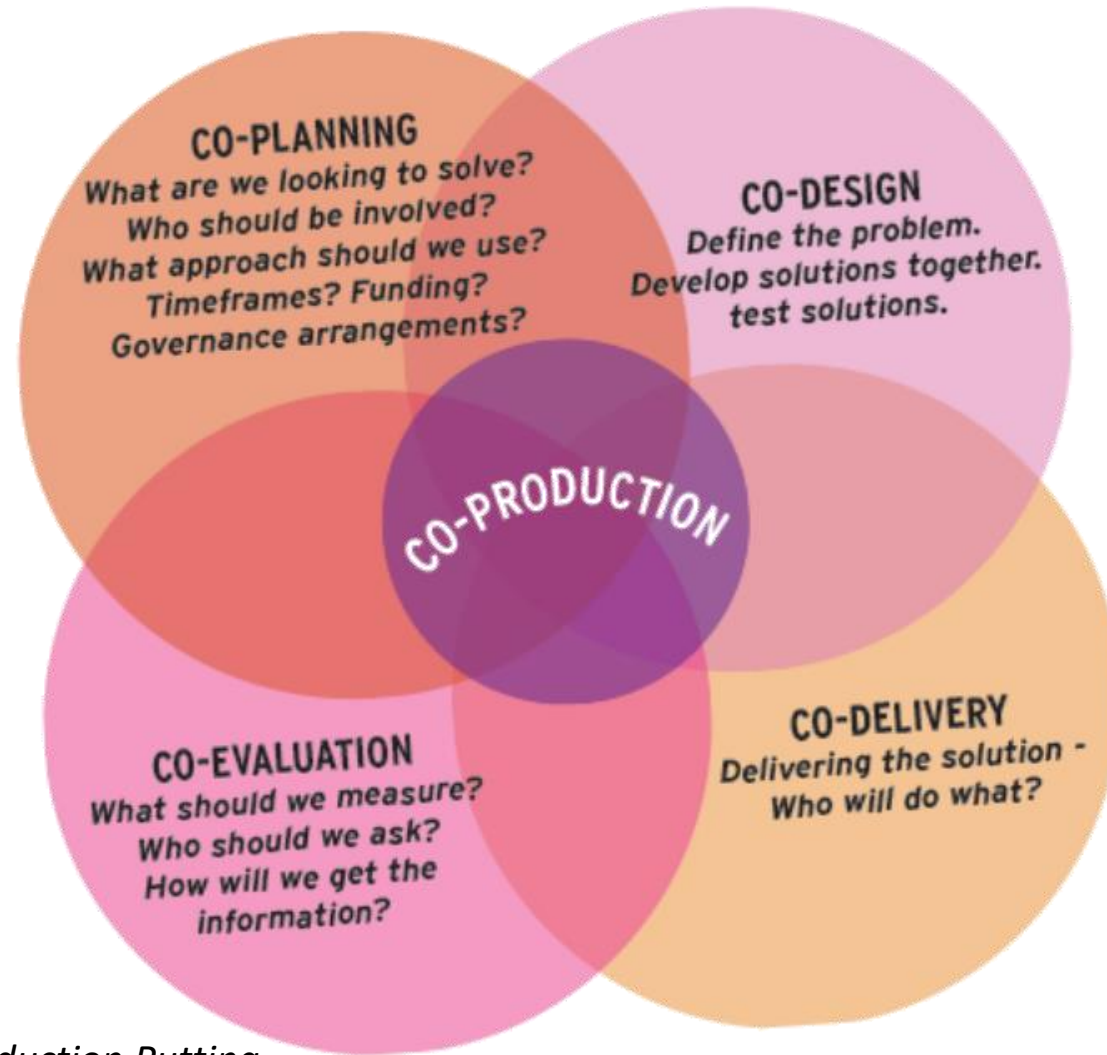 CO-PLANNING
What are we looking to solve?
Who should be involved?
What approach should we use?
Timeframes? Funding?
Governance arrangements?
CO-DESIGN
Define the problem.
Develop solutions together.
test solutions.
CO-PRODUCTION
CO-EVALUATION
What should we measure?
Who should we ask?
How will we get the
information?
CO-DELIVERY
Delivering the solution -
Who will do what?